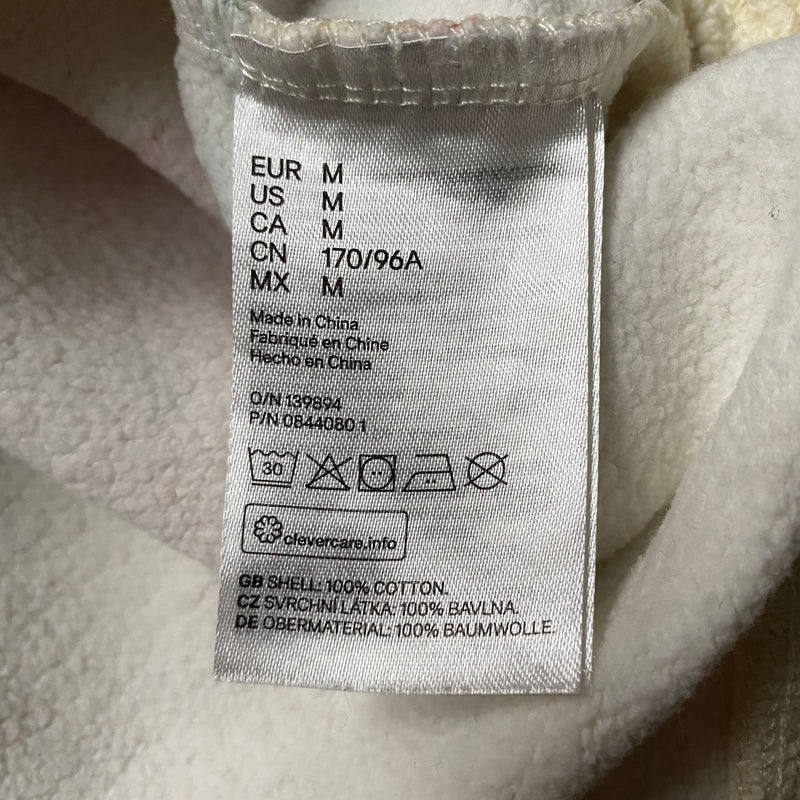 EUR M
US M
CA M
CN 170/96A
MX M
Made in China
Fabriqué en Chine
Hecho en China
O/N 139894
P/N 0844080 1
30
clevercare.info
GB SHELL: 100% COTTON.
CZ SVRCHNÍ LÁTKA: 100% BAVLNA.
DE OBERMATERIAL: 100% BAUMWOLLE.